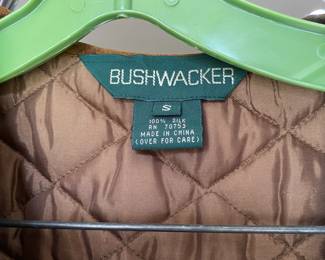 BUSHWACKER
S
100% SILK
RN 70753
MADE IN CHINA
(OVER FOR CARE)